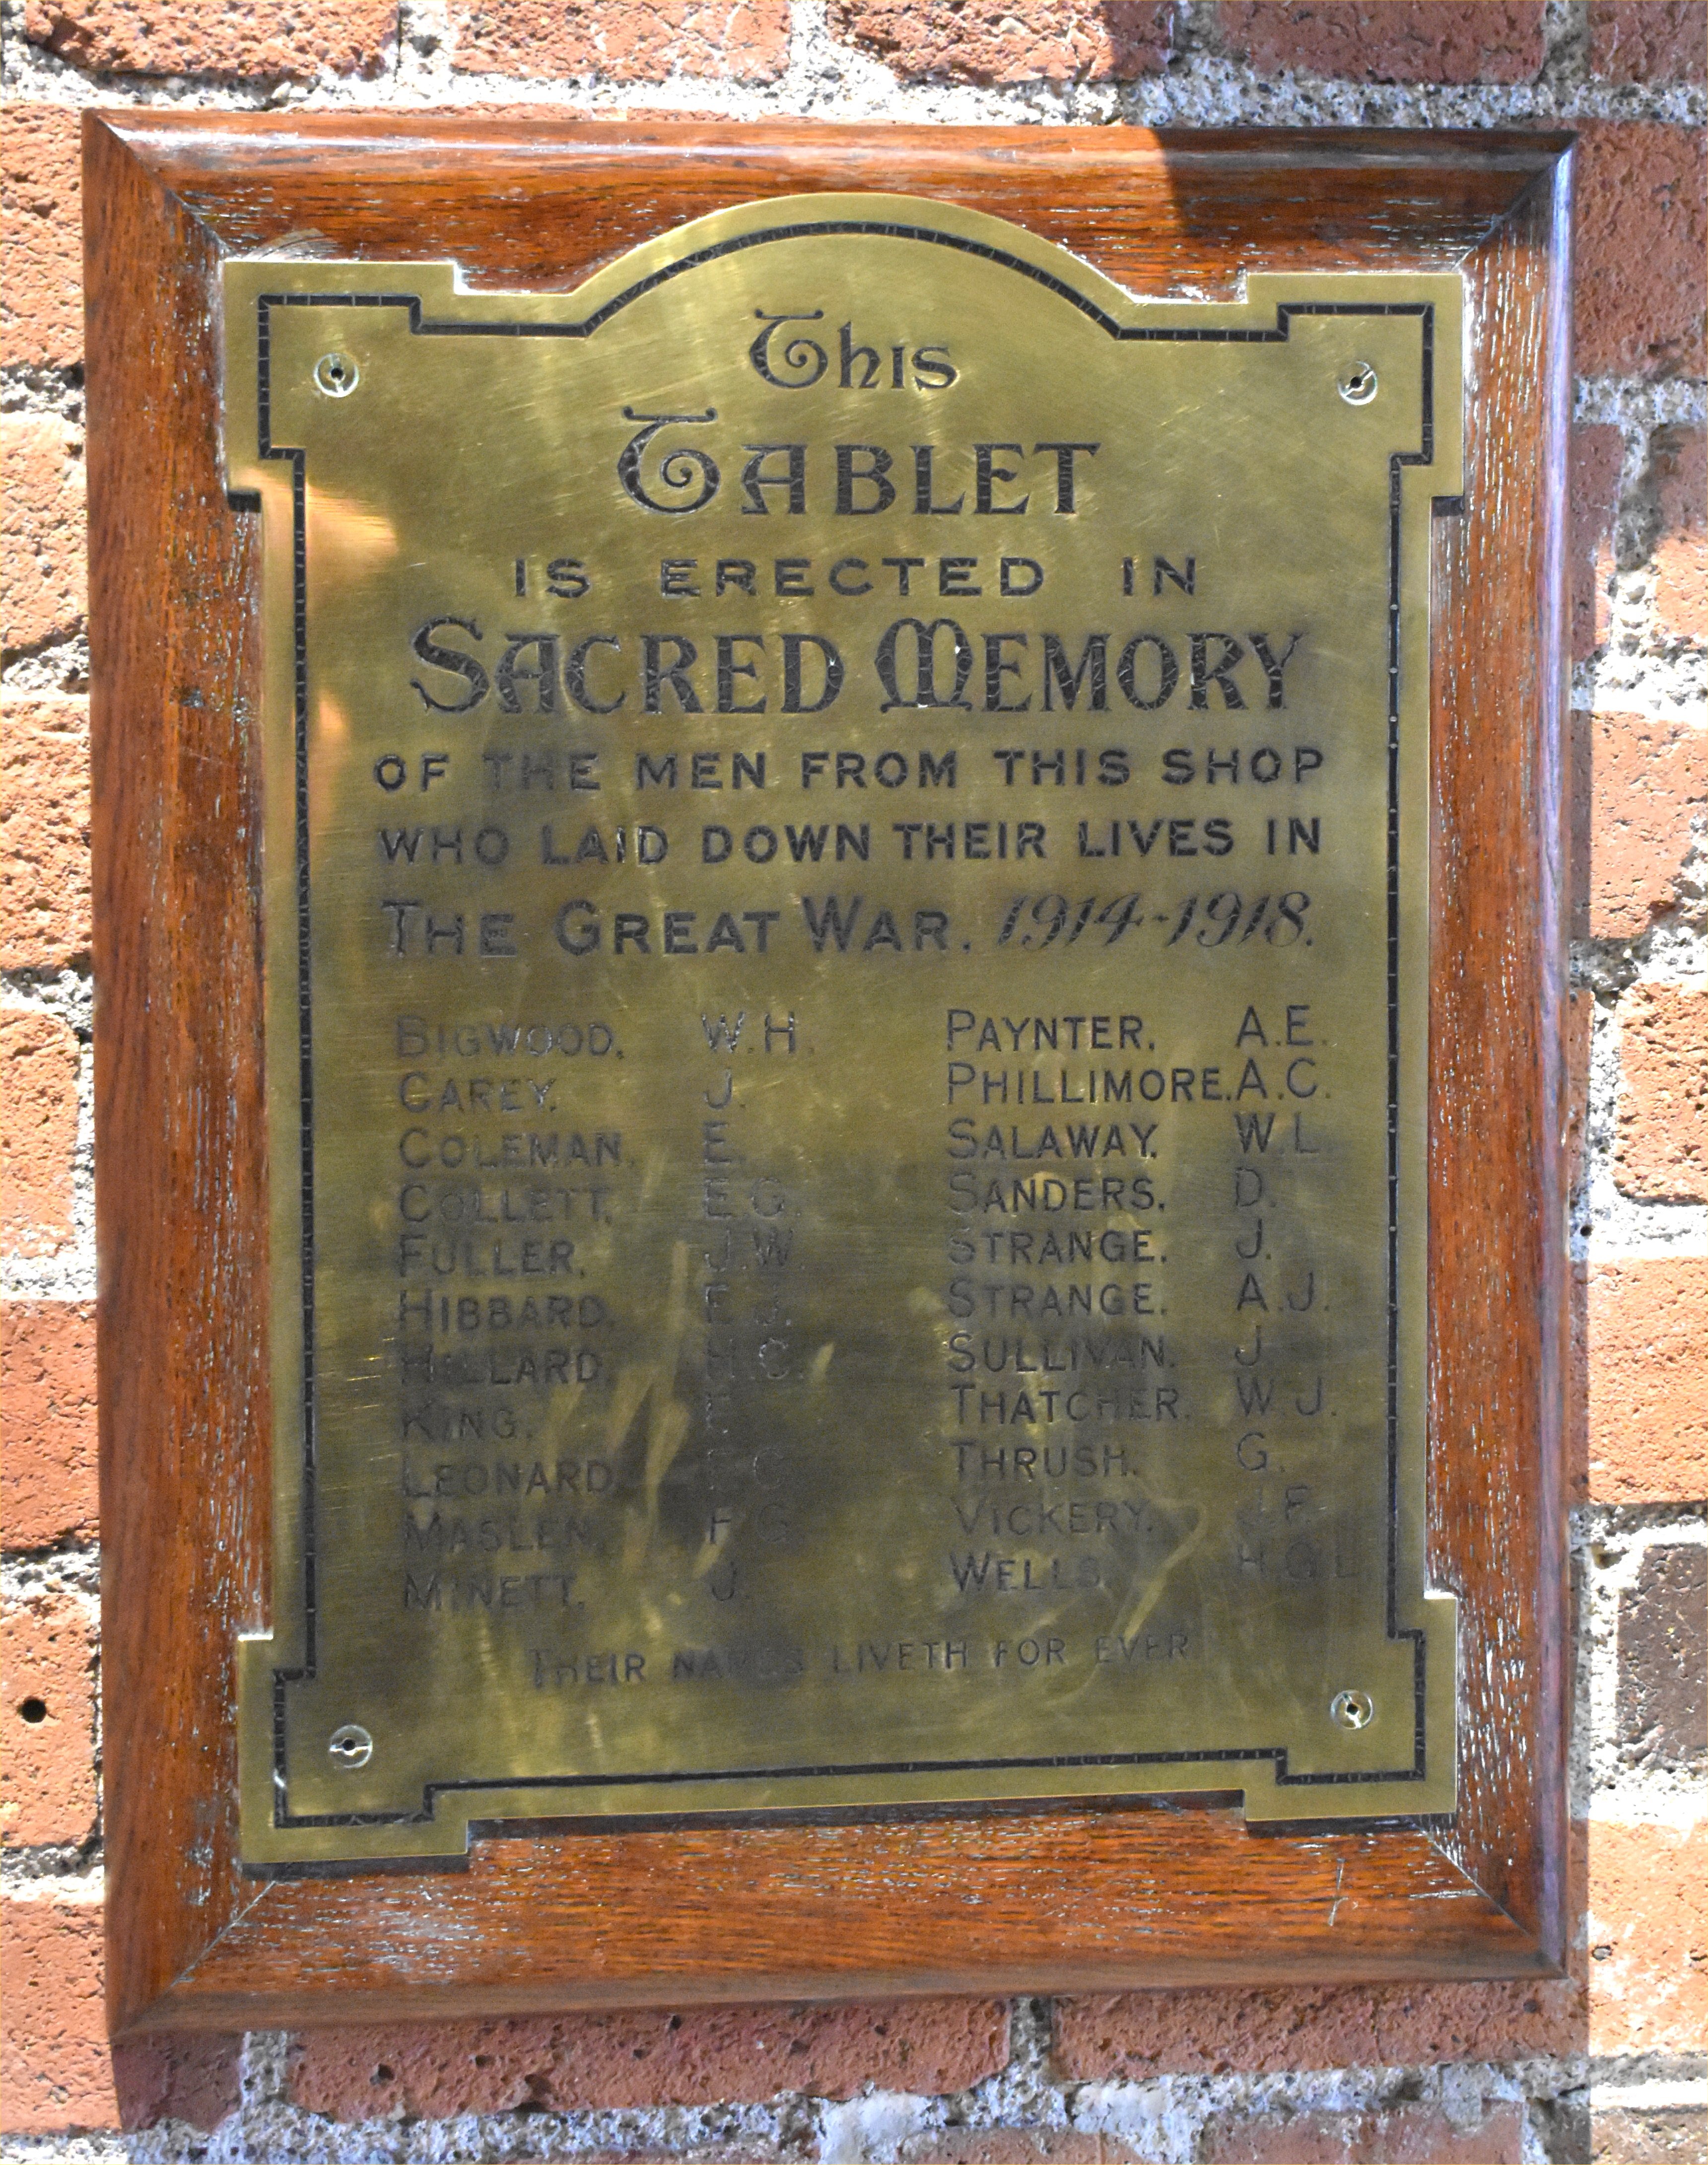 This
TABLET
IS ERECTED IN
SACRED MEMORY
OF THE MEN FROM THIS SHOP
WHO LAID DOWN THEIR LIVES IN
THE GREAT WAR. 1914-1918.
BIGWOOD. W.H.
CAREY. J.
COLEMAN. E.
COLLETT. E.G.
FULLER. J.W.
HIBBARD. F.J.
HILLARD. H.C.
KING.
LEONARD.
MASLEN. F.G.
MINETT. J.
PAYNTER. A.E.
PHILLIMORE. A.C.
SALAWAY. W.L.
SANDERS. D.
STRANGE. J.
STRANGE. A.J.
SULLIVAN. J.
THATCHER. W.J.
THRUSH. G.
VICKERY. J.F.
WELLS. H.G.L.
THEIR NAMES LIVETH FOR EVER.